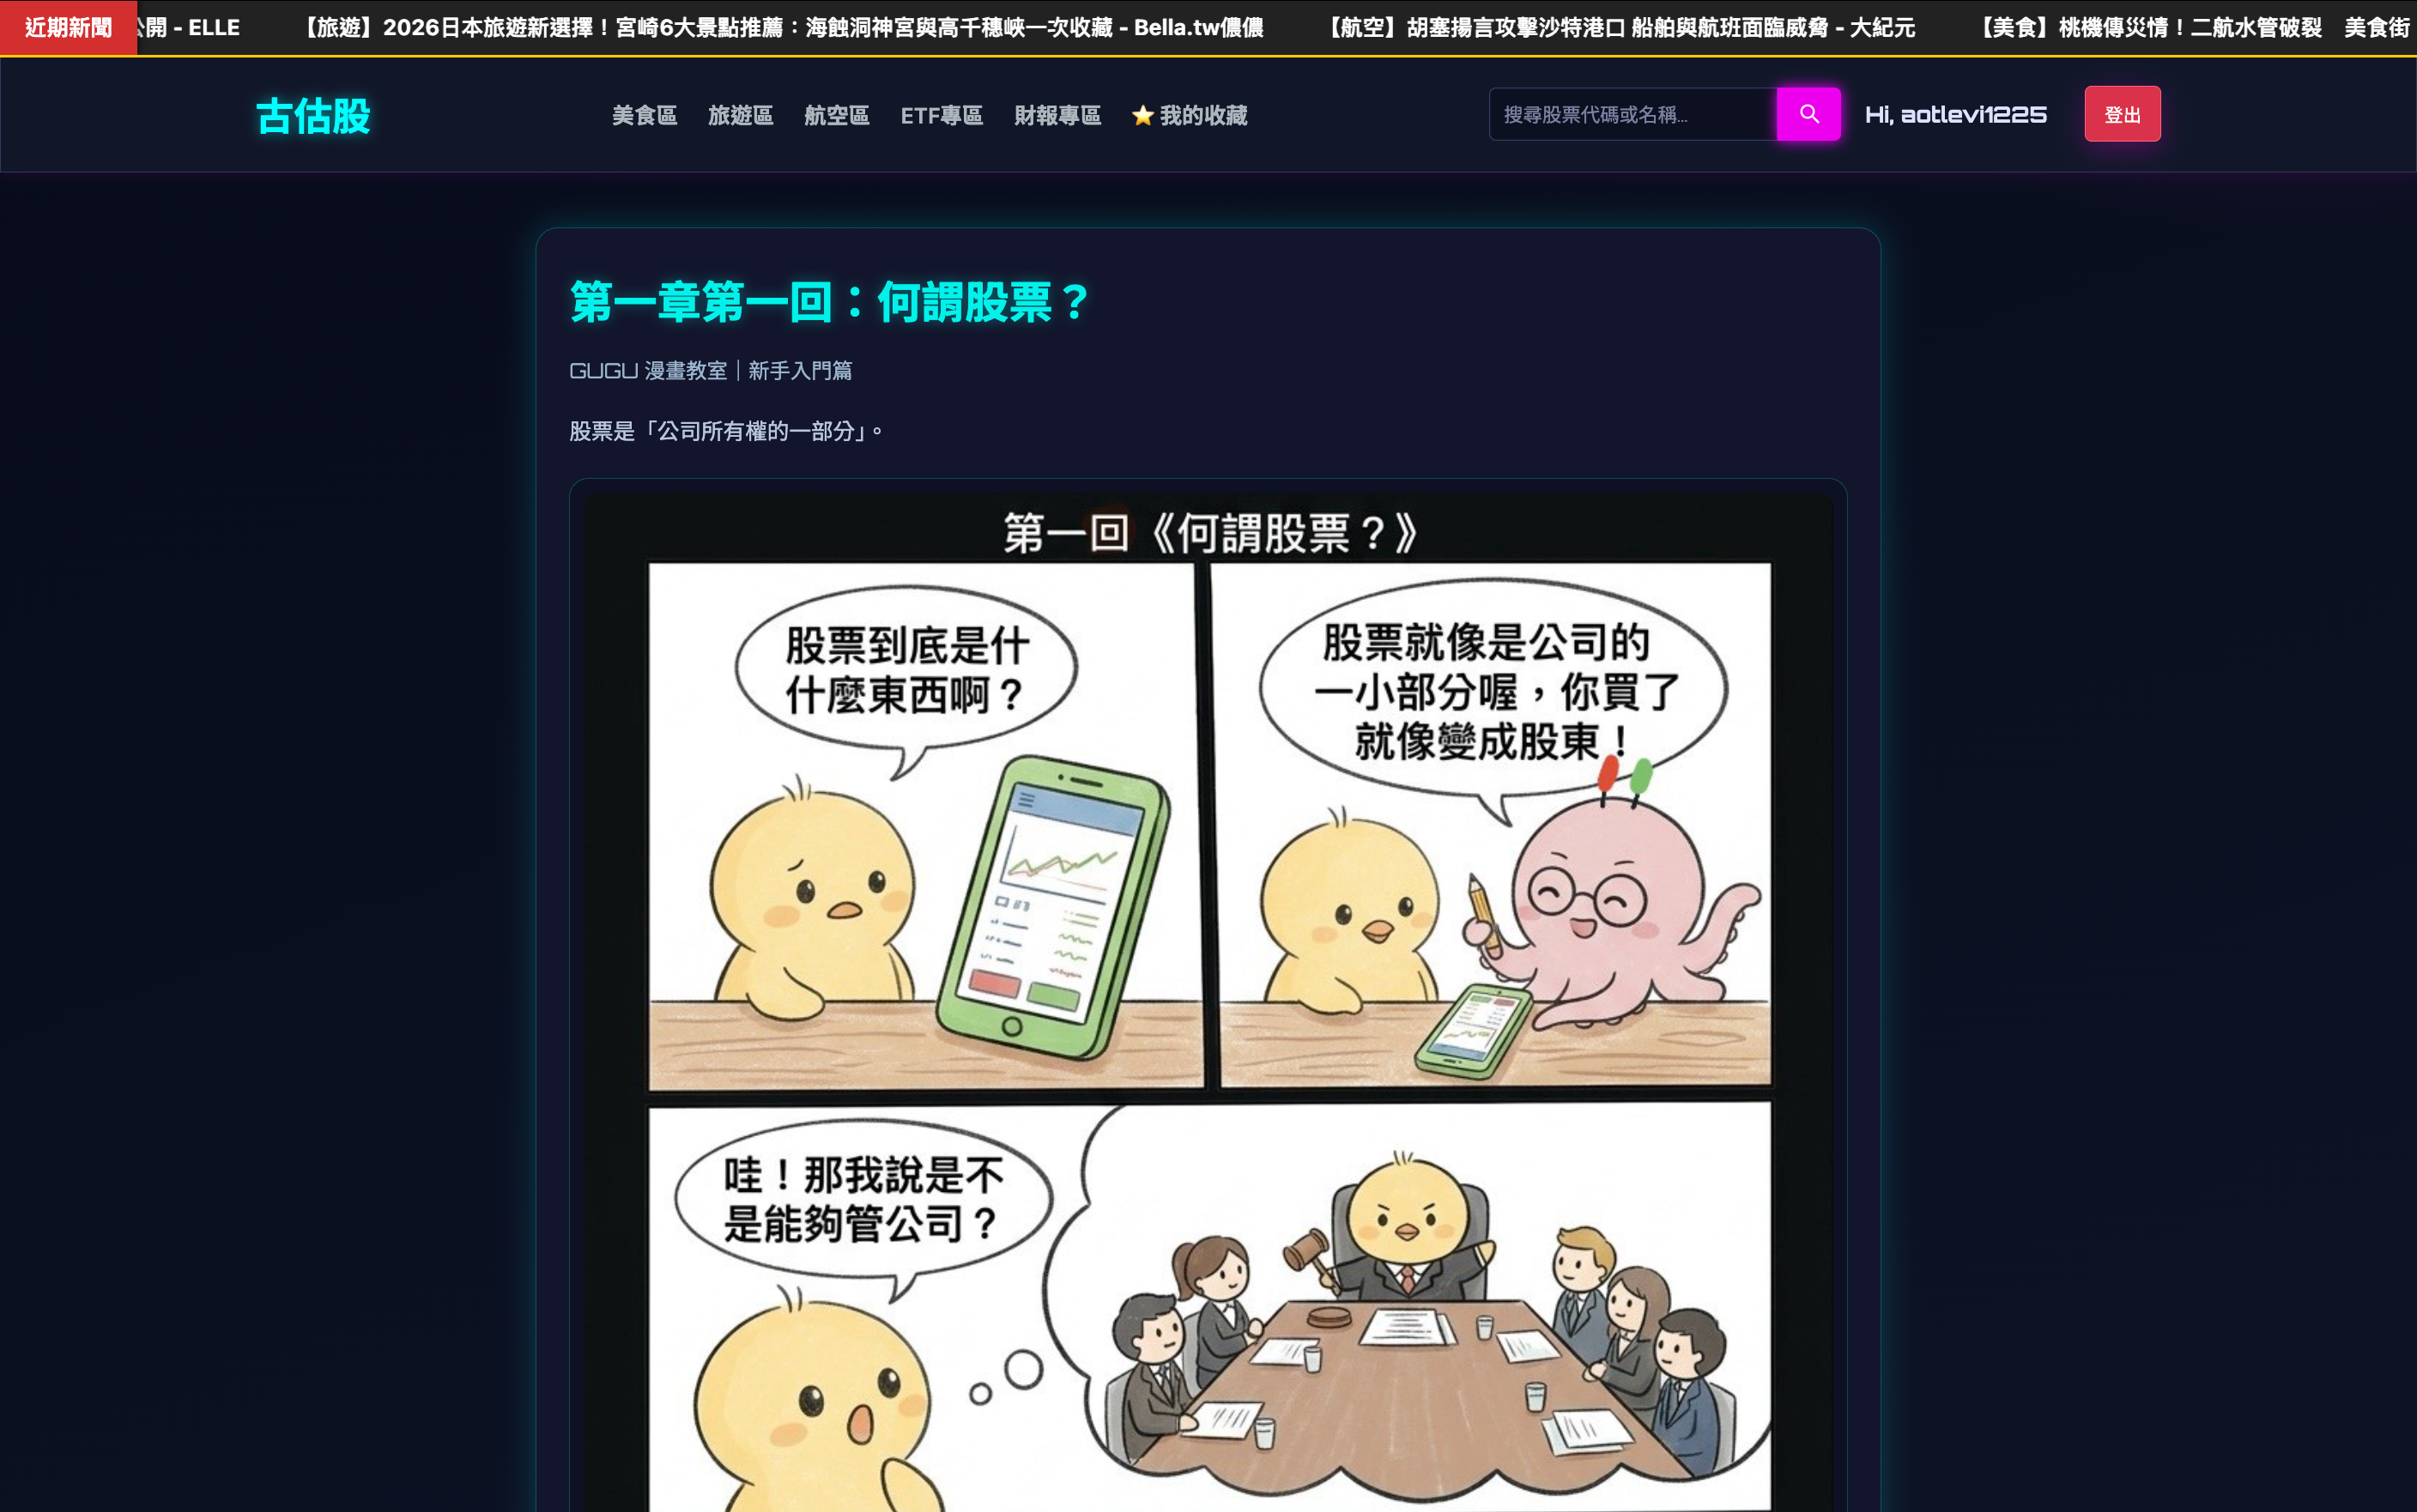 近期新聞
開 - ELLE
【旅遊】2026日本旅遊新選擇！宮崎6大景點推薦：海蝕洞神宮與高千穗峽一次收藏 - Bella.tw儂儂
【航空】胡塞揚言攻擊沙特港口 船舶與航班面臨威脅 - 大紀元
【美食】桃機傳災情！二航水管破裂 美食街
古估股
美食區
旅遊區
航空區
ETF專區
財報專區
⭐ 我的收藏
搜尋股票代碼或名稱...
Hi, aotlevi1225
登出
第一章第一回：何謂股票？
GUGU 漫畫教室｜新手入門篇
股票是「公司所有權的一部分」。
第一回《何謂股票？》
股票到底是什
什麼東西啊？
股票就像是公司的
一小部分喔，你買了
就像變成股東！
哇！那我說是不
是能夠管公司？